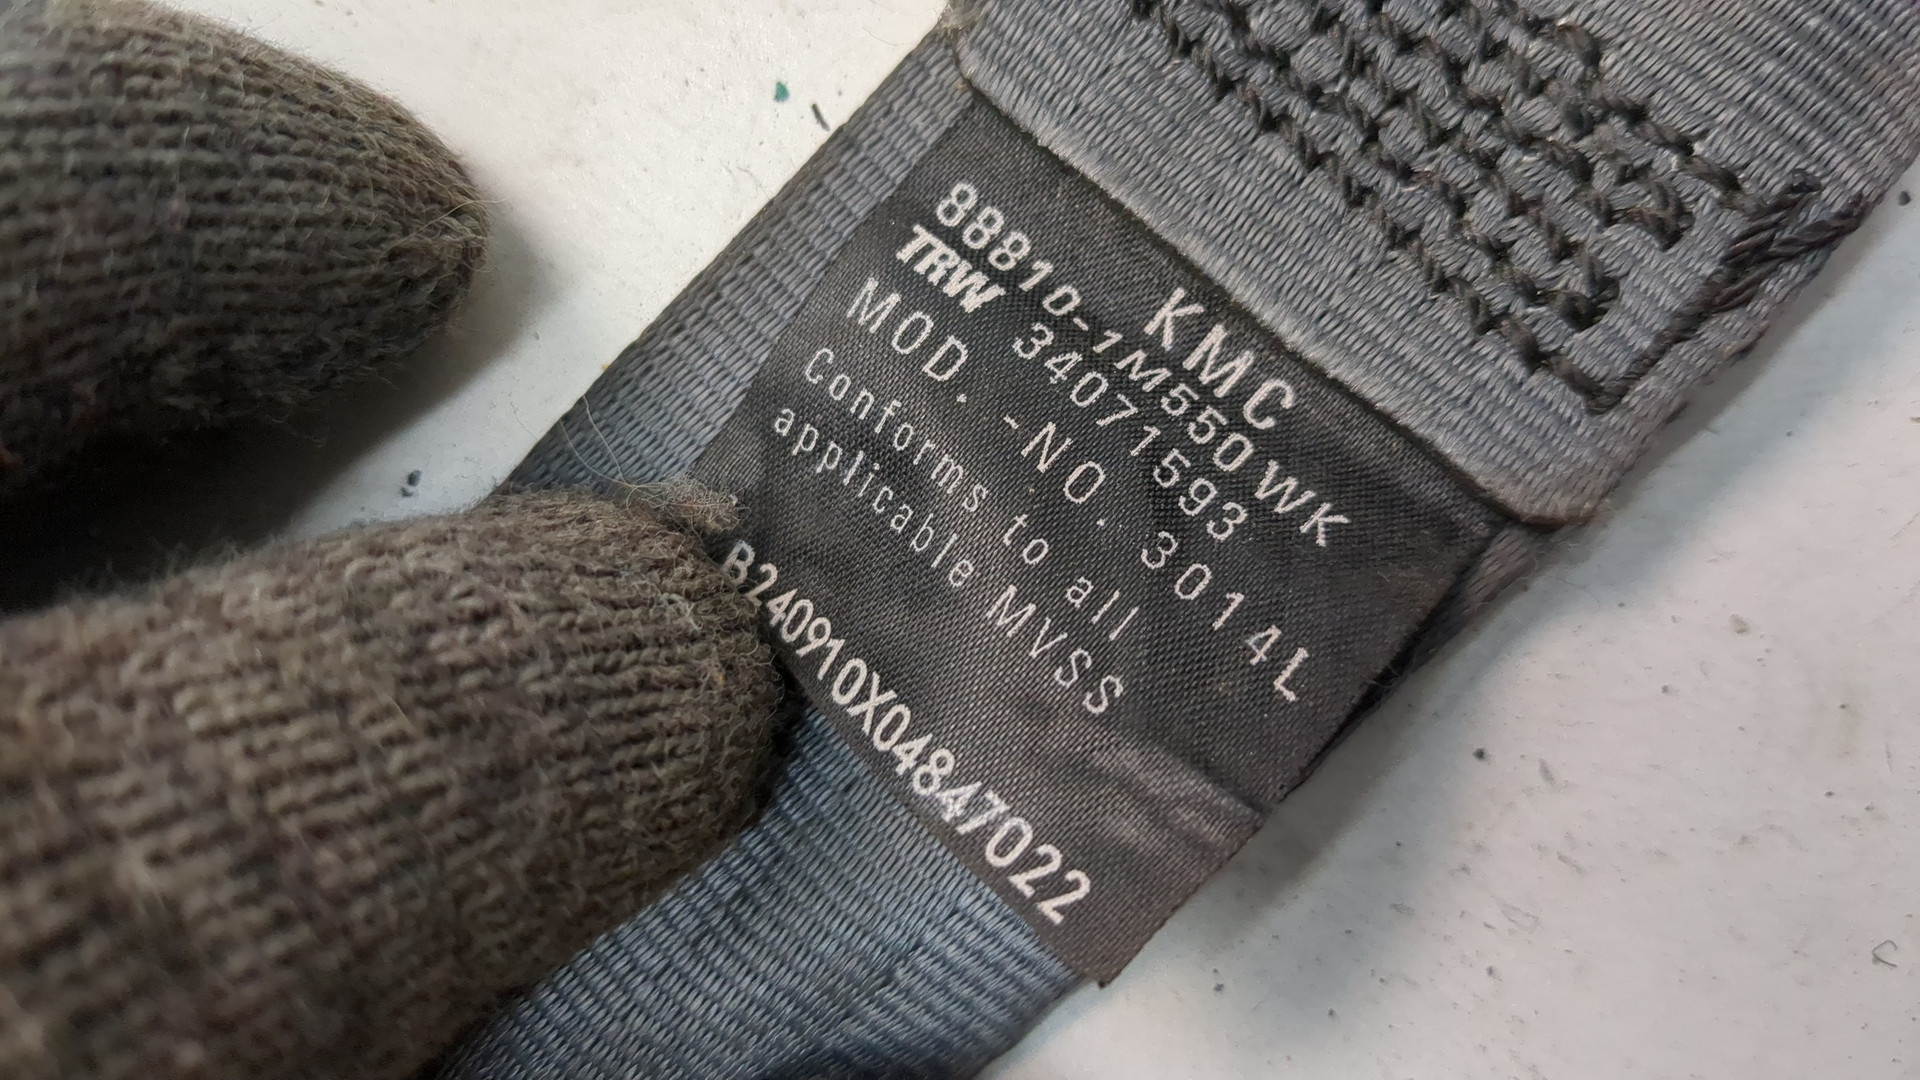 KMC
88810-1M550WK
TRW 34071593
MOD.-NO. 3014L
Conforms to all
applicable MVSS
B240910X04847022